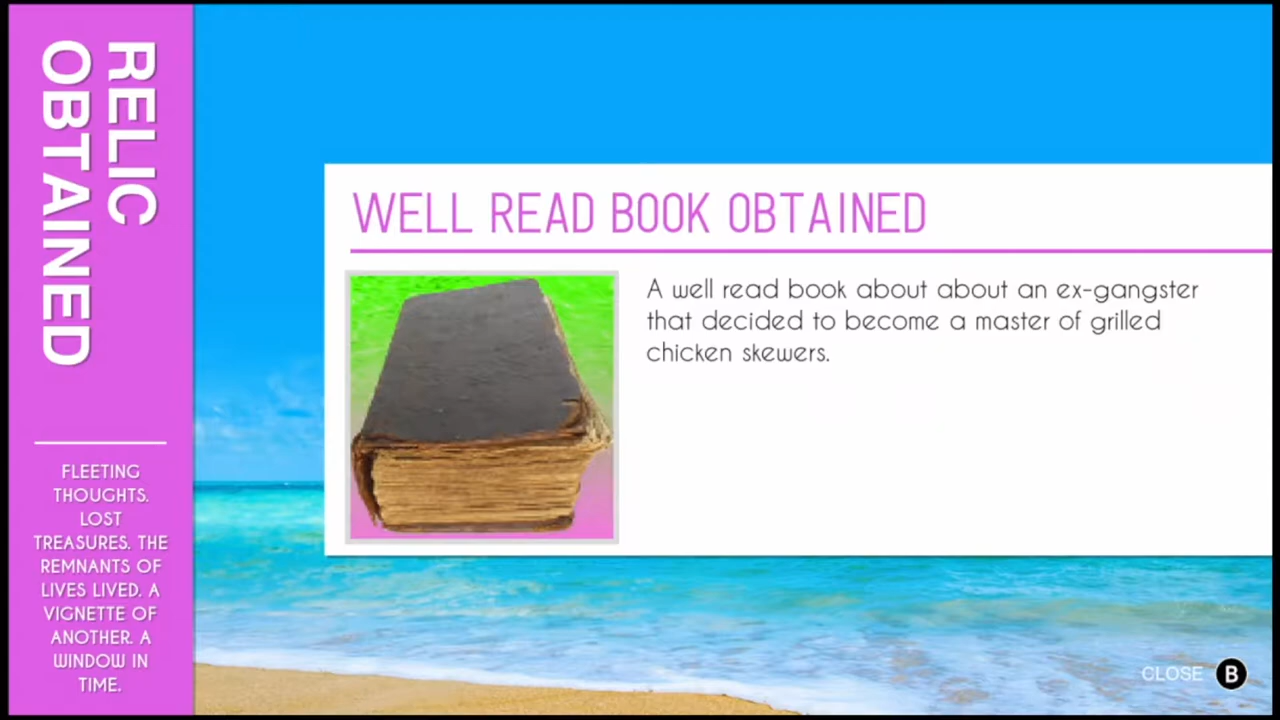 RELIC
OBTAINED
FLEETING
THOUGHTS.
LOST
TREASURES. THE
REMNANTS OF
LIVES LIVED. A
VIGNETTE OF
ANOTHER. A
WINDOW IN
TIME.
WELL READ BOOK OBTAINED
A well read book about about an ex-gangster
that decided to become a master of grilled
chicken skewers.
CLOSE B